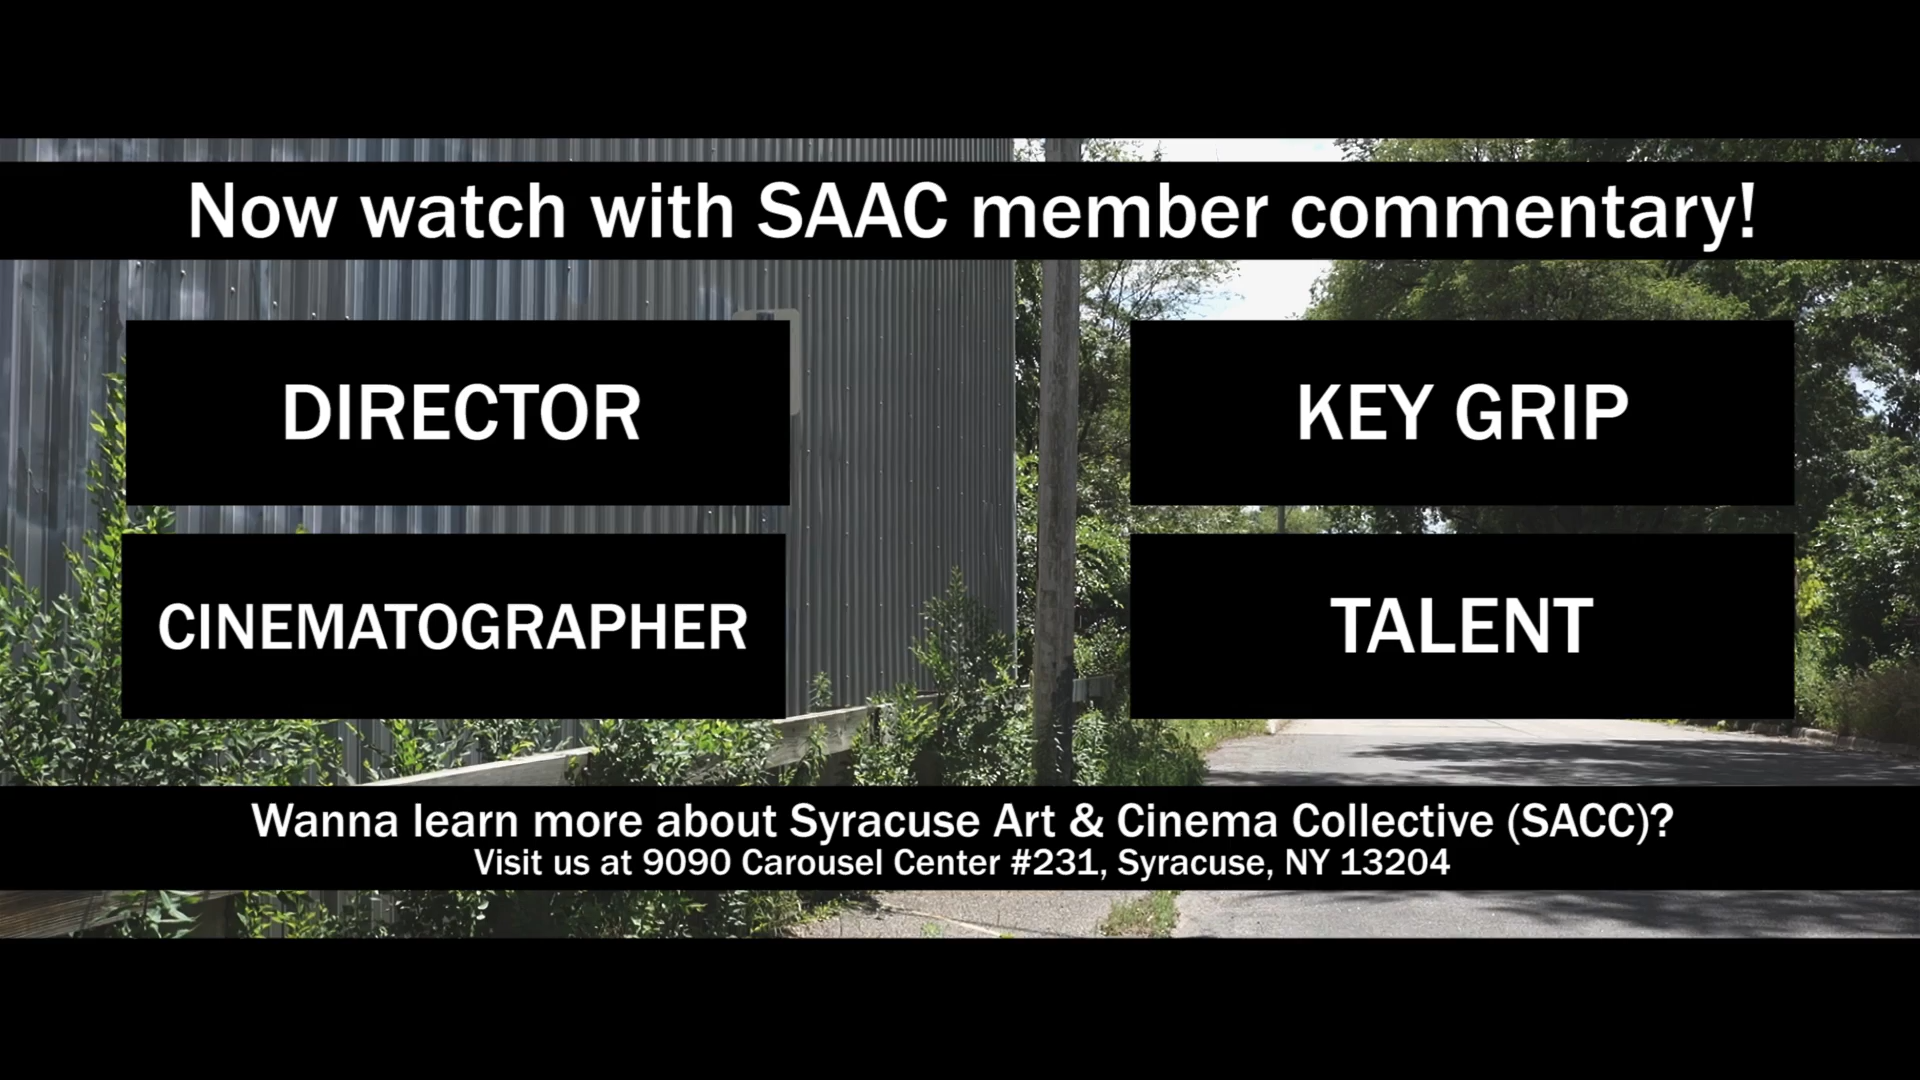 Now watch with SAAC member commentary!
DIRECTOR
KEY GRIP
CINEMATOGRAPHER
TALENT
Wanna learn more about Syracuse Art & Cinema Collective (SACC)?
Visit us at 9090 Carousel Center #231, Syracuse, NY 13204